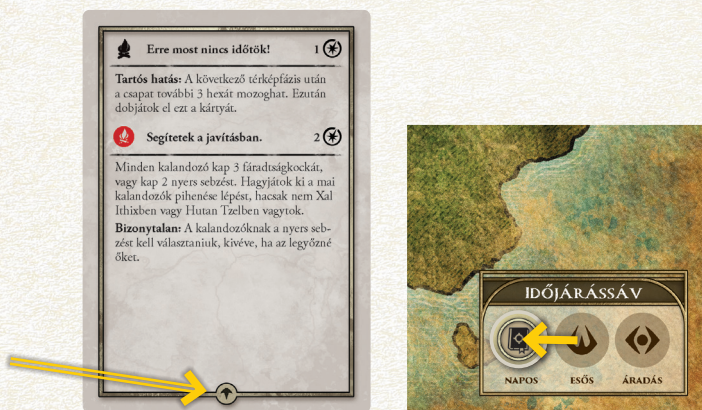 Erre most nincs időtök! 1
Tartós hatás: A következő térképfázis után
a csapat további 3 hexát mozoghat. Ezután
dobjátok el ezt a kártyát.
Segítetek a javításban. 2
Minden kalandozó kap 3 fáradtságkockát,
vagy kap 2 nyers sebzést. Hagyjátok ki a mai
kalandozók pihenése lépést, hacsak nem Xal
Ithixben vagy Hutan Tzelben vagytok.
Bizonytalan: A kalandozóknak a nyers seb-
zést kell választaniuk, kivéve, ha az legyőzné
őket.
IDŐJÁRÁSSÁV
NAPOS ESŐS ÁRADÁS